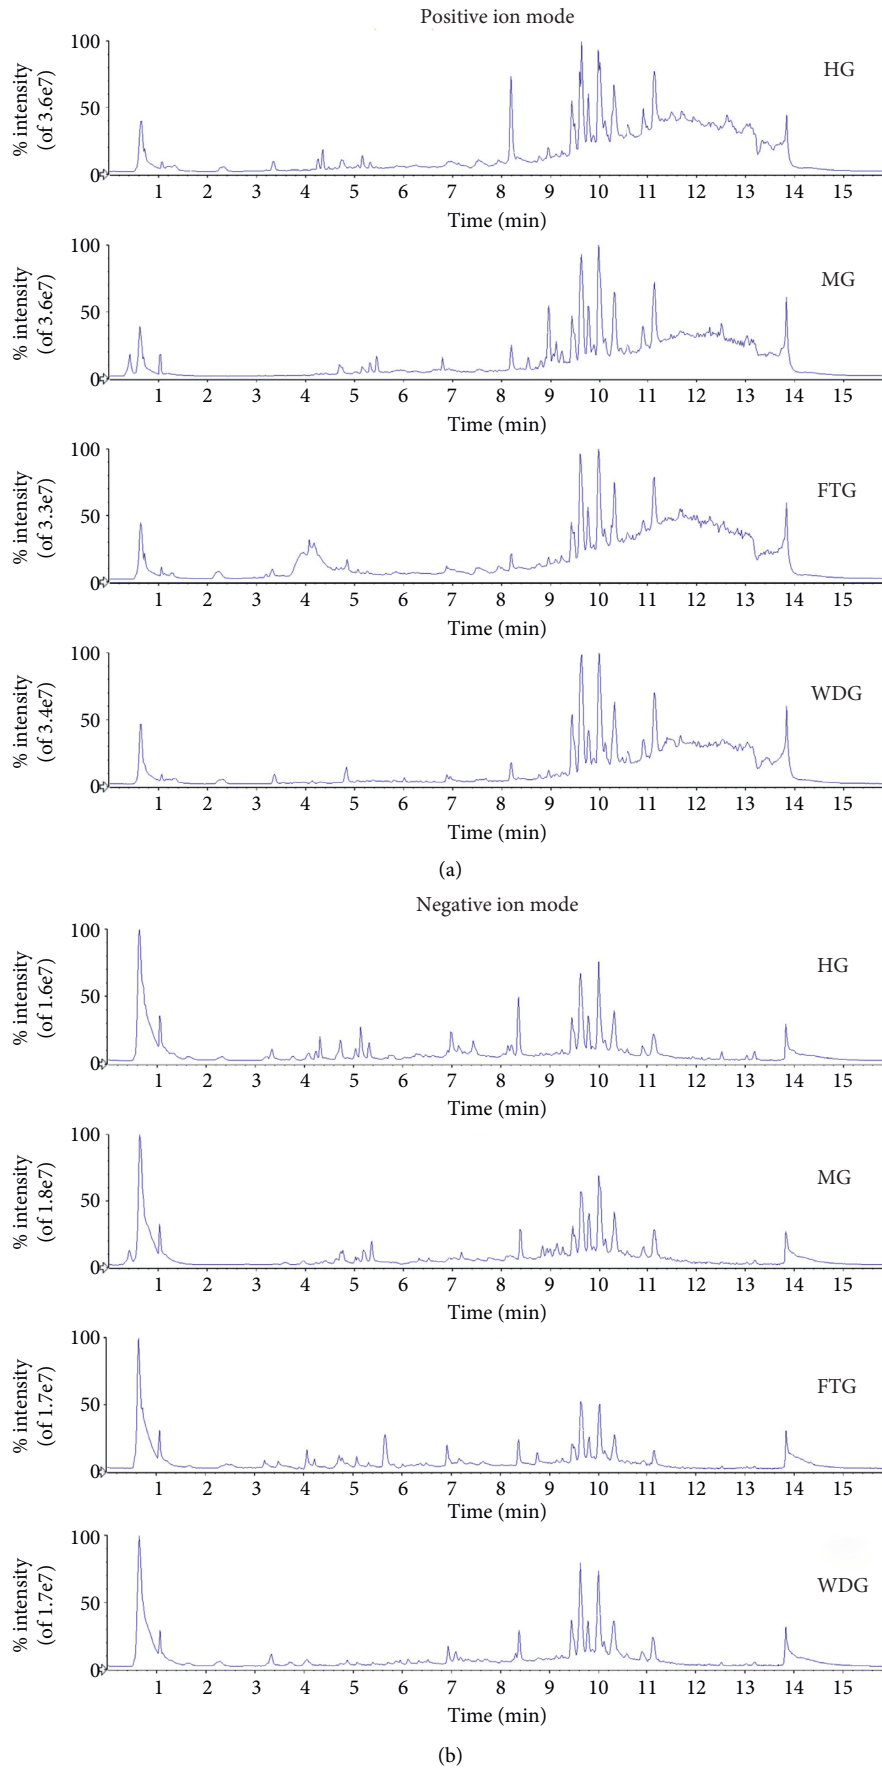 Positive ion mode
% intensity
(of 3.6e7)
100
50
0
HG
1 2 3 4 5 6 7 8 9 10 11 12 13 14 15
Time (min)
% intensity
(of 3.6e7)
100
50
0
MG
1 2 3 4 5 6 7 8 9 10 11 12 13 14 15
Time (min)
% intensity
(of 3.3e7)
100
50
0
FTG
1 2 3 4 5 6 7 8 9 10 11 12 13 14 15
Time (min)
% intensity
(of 3.4e7)
100
50
0
WDG
1 2 3 4 5 6 7 8 9 10 11 12 13 14 15
Time (min)
(a)
Negative ion mode
% intensity
(of 1.6e7)
100
50
0
HG
1 2 3 4 5 6 7 8 9 10 11 12 13 14 15
Time (min)
% intensity
(of 1.8e7)
100
50
0
MG
1 2 3 4 5 6 7 8 9 10 11 12 13 14 15
Time (min)
% intensity
(of 1.7e7)
100
50
0
FTG
1 2 3 4 5 6 7 8 9 10 11 12 13 14 15
Time (min)
% intensity
(of 1.7e7)
100
50
0
WDG
1 2 3 4 5 6 7 8 9 10 11 12 13 14 15
Time (min)
(b)